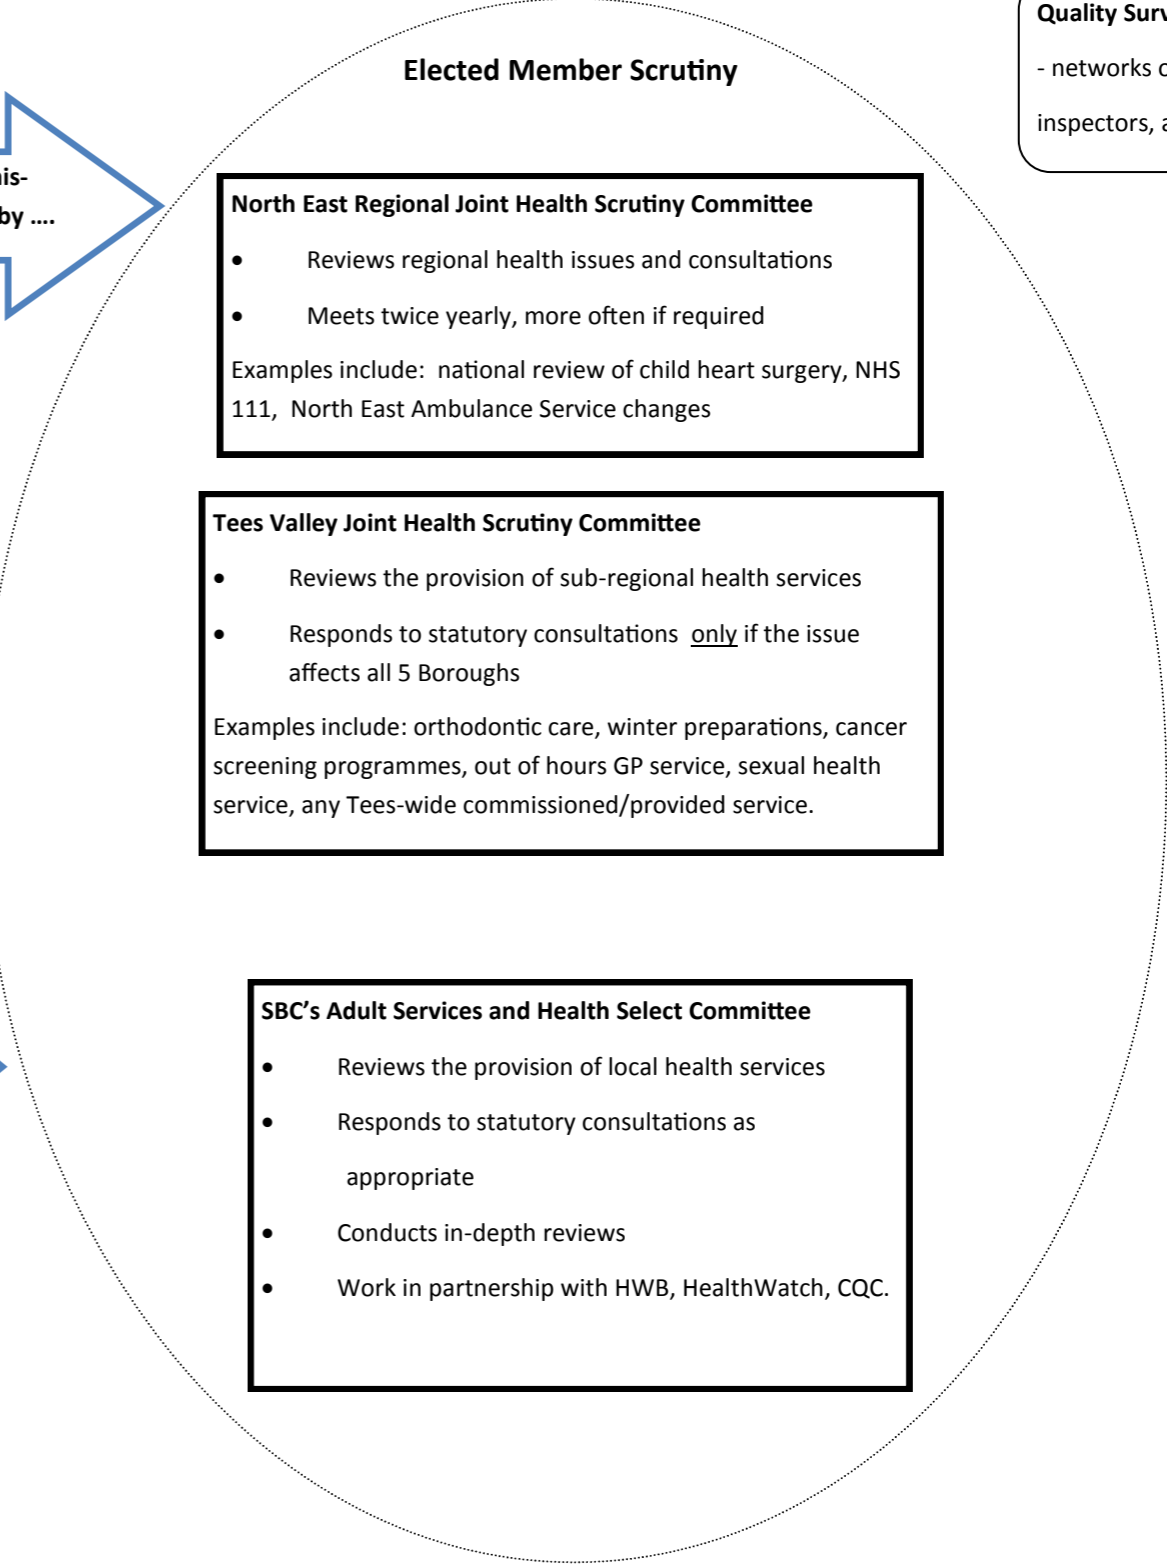 Quality Surv
- networks o
inspectors, a
Elected Member Scrutiny
his-
by ....
North East Regional Joint Health Scrutiny Committee
• Reviews regional health issues and consultations
• Meets twice yearly, more often if required
Examples include:  national review of child heart surgery, NHS
111,  North East Ambulance Service changes
Tees Valley Joint Health Scrutiny Committee
• Reviews the provision of sub-regional health services
• Responds to statutory consultations  only if the issue
affects all 5 Boroughs
Examples include: orthodontic care, winter preparations, cancer
screening programmes, out of hours GP service, sexual health
service, any Tees-wide commissioned/provided service.
SBC’s Adult Services and Health Select Committee
• Reviews the provision of local health services
• Responds to statutory consultations as
appropriate
• Conducts in-depth reviews
• Work in partnership with HWB, HealthWatch, CQC.